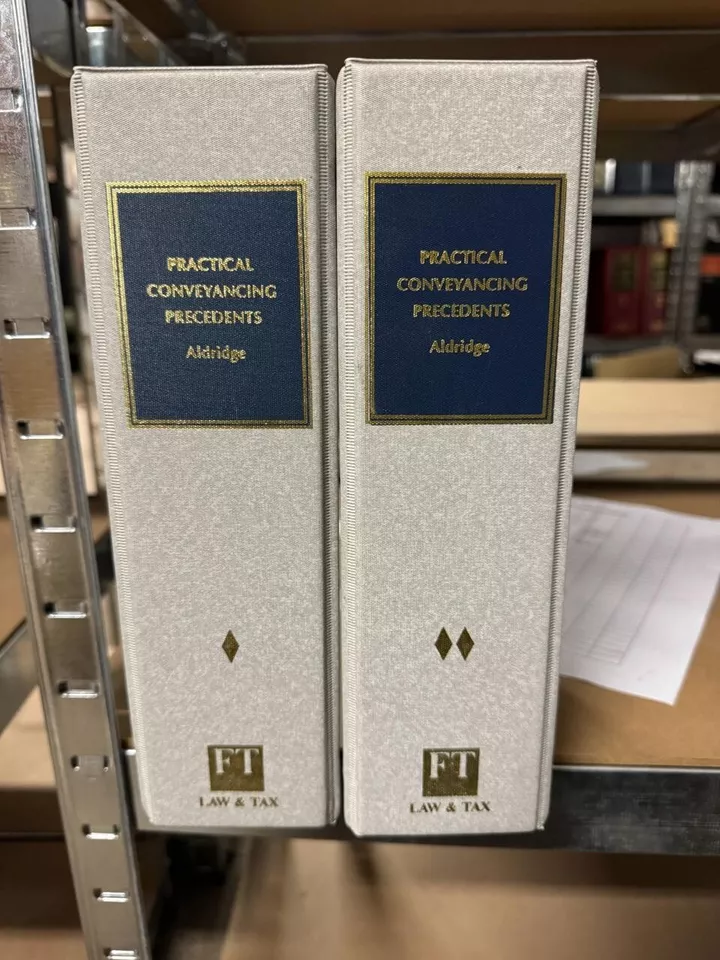 PRACTICAL
CONVEYANCING
PRECEDENTS
Aldridge
FT
LAW & TAX
PRACTICAL
CONVEYANCING
PRECEDENTS
Aldridge
FT
LAW & TAX